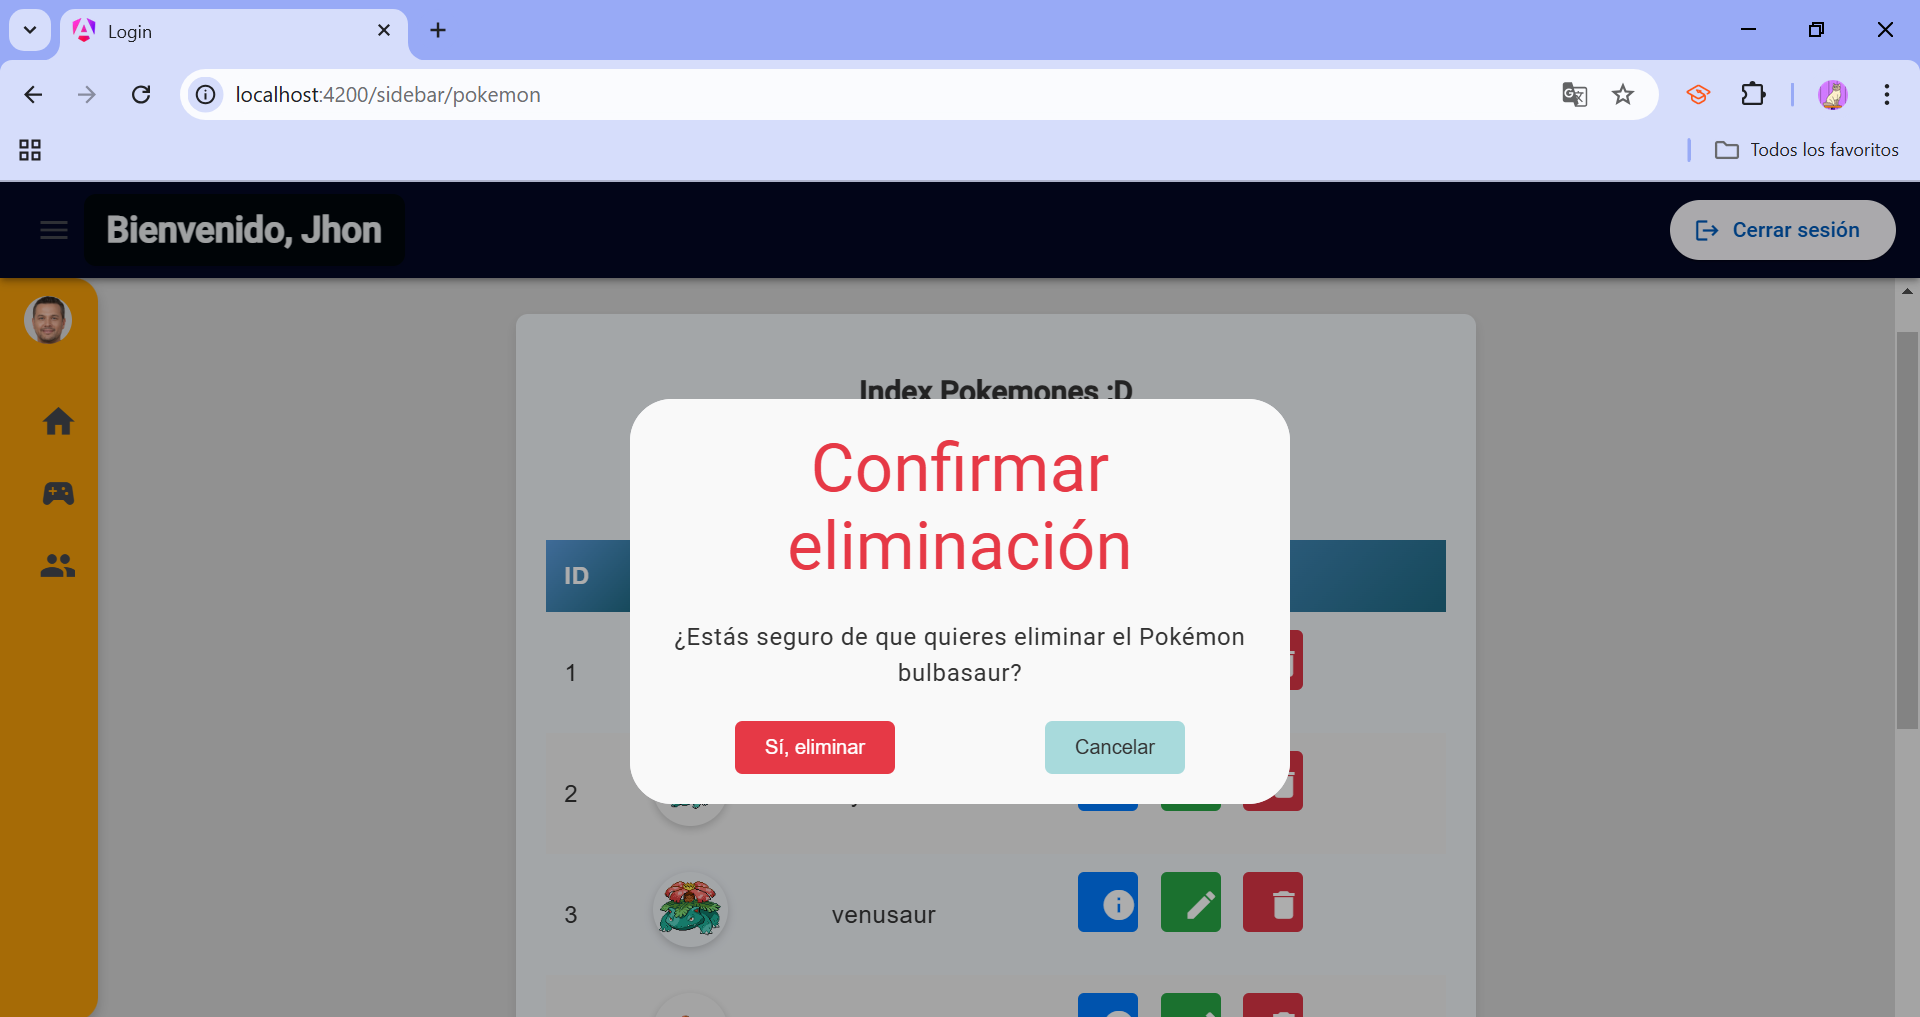 Login
localhost:4200/sidebar/pokemon
Todos los favoritos
Bienvenido, Jhon
Cerrar sesión
Index Pokemones :D
Confirmar
eliminación
¿Estás seguro de que quieres eliminar el Pokémon
bulbasaur?
Sí, eliminar
Cancelar
ID
1
2
3
venusaur